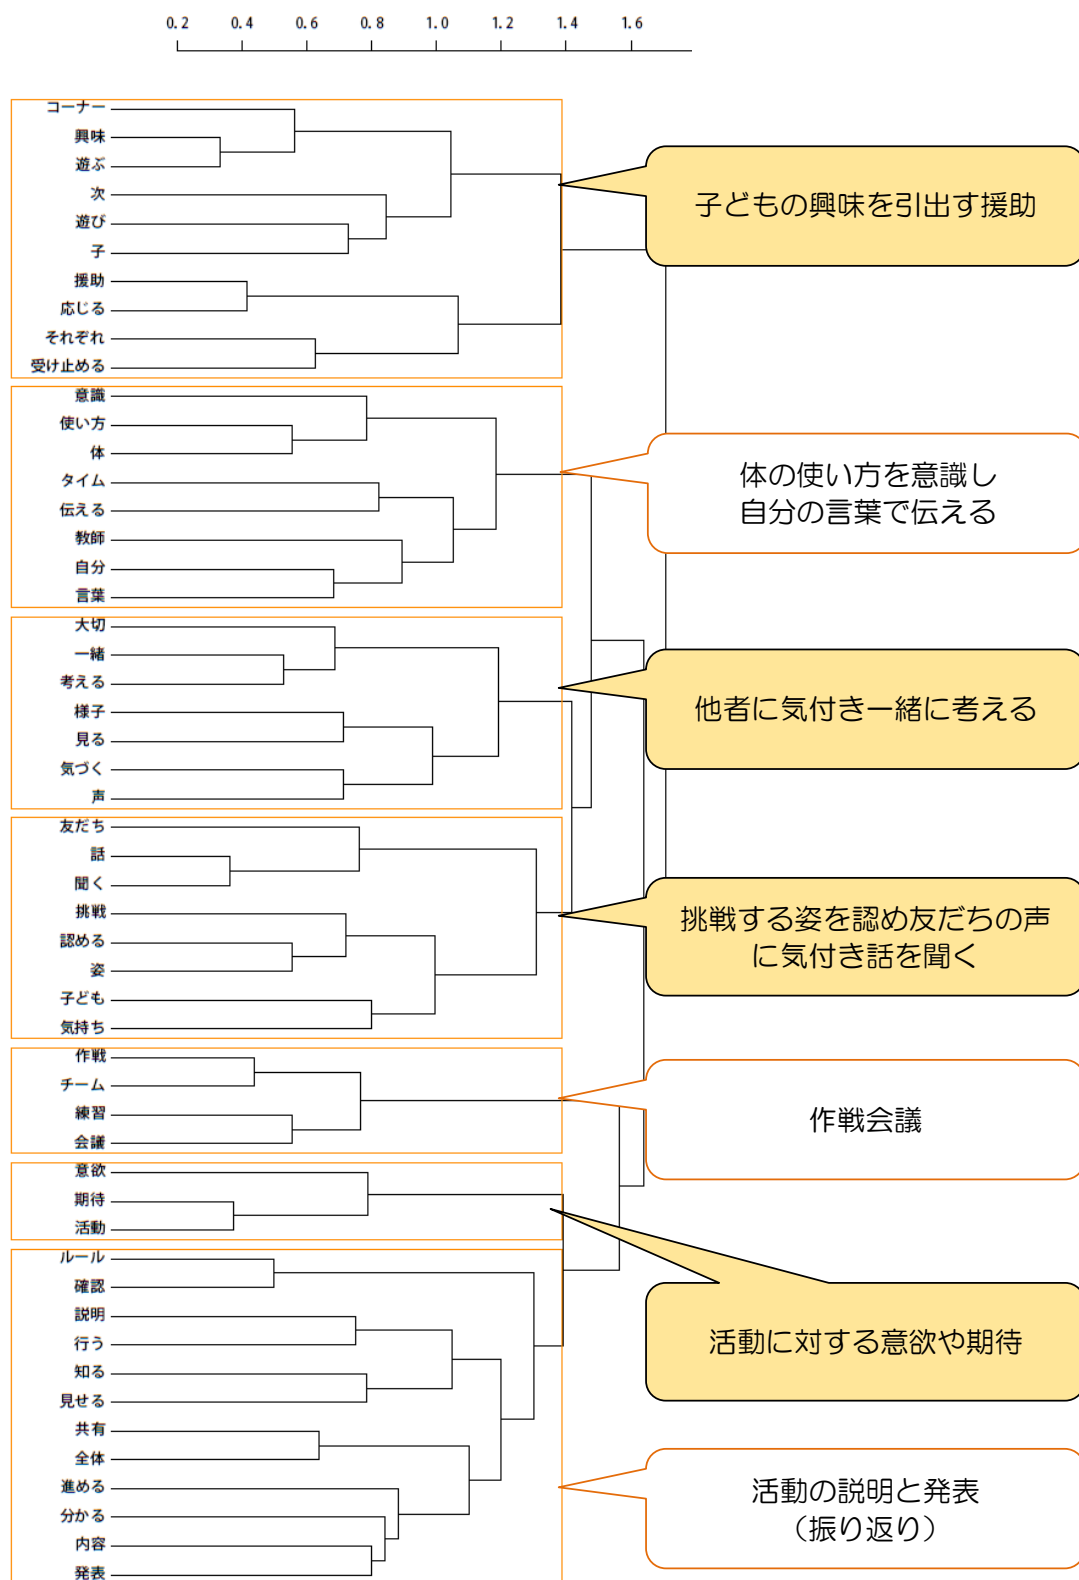 0.2 0.4 0.6 0.8 1.0 1.2 1.4 1.6
コーナー
興味
遊ぶ
次
遊び
子
援助
応じる
それぞれ
受け止める
子どもの興味を引出す援助
意識
使い方
体
タイム
伝える
教師
自分
言葉
体の使い方を意識し
自分の言葉で伝える
大切
一緒
考える
様子
見る
気づく
声
他者に気付き一緒に考える
友だち
話
聞く
挑戦
認める
姿
子ども
気持ち
挑戦する姿を認め友だちの声
に気付き話を聞く
作戦
チーム
練習
会議
作戦会議
意欲
期待
活動
活動に対する意欲や期待
ルール
確認
説明
行う
知る
見せる
共有
全体
進める
分かる
内容
発表
活動の説明と発表
（振り返り）